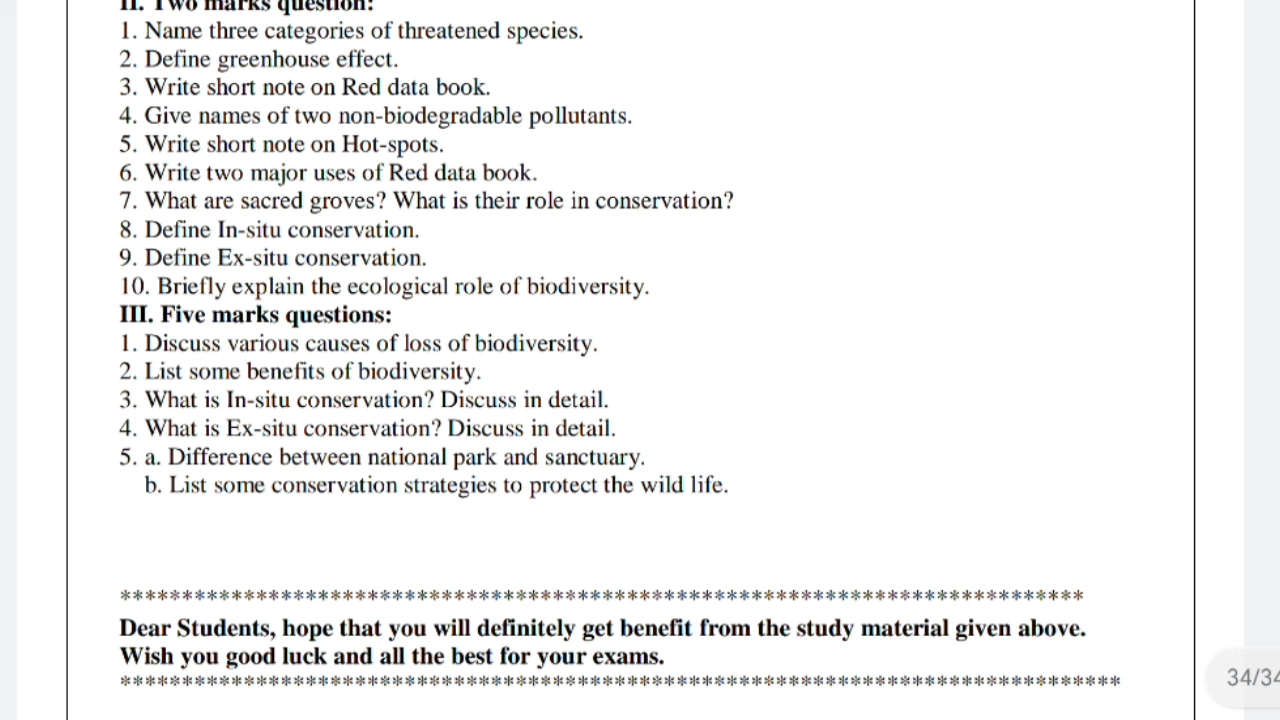 II. Two marks question:
1. Name three categories of threatened species.
2. Define greenhouse effect.
3. Write short note on Red data book.
4. Give names of two non-biodegradable pollutants.
5. Write short note on Hot-spots.
6. Write two major uses of Red data book.
7. What are sacred groves? What is their role in conservation?
8. Define In-situ conservation.
9. Define Ex-situ conservation.
10. Briefly explain the ecological role of biodiversity.
III. Five marks questions:
1. Discuss various causes of loss of biodiversity.
2. List some benefits of biodiversity.
3. What is In-situ conservation? Discuss in detail.
4. What is Ex-situ conservation? Discuss in detail.
5. a. Difference between national park and sanctuary.
b. List some conservation strategies to protect the wild life.
******************************************************************************
Dear Students, hope that you will definitely get benefit from the study material given above.
Wish you good luck and all the best for your exams.
*********************************************************************************
34/34